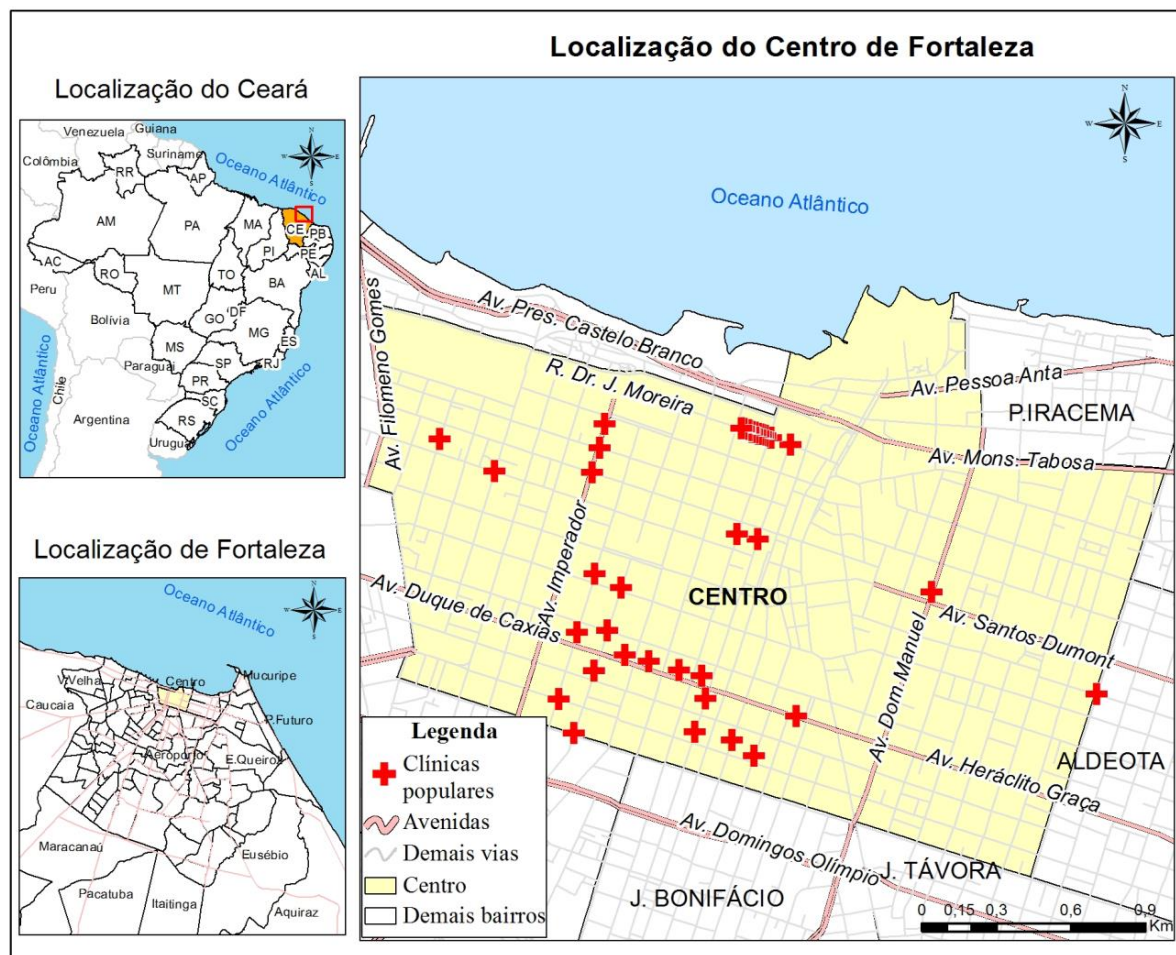 Localização do Centro de Fortaleza
Localização do Ceará
Venezuela
Guiana
Suriname
Colômbia
Oceano Atlântico
RR
AP
AM
PA
MA
CE
PB
PI
PE
AL
AC
RO
TO
BA
Peru
MT
Bolívia
GO
DF
MG
ES
MS
SP
RJ
Paraguai
PR
SC
RS
Chile
Argentina
Uruguai
Oceano Atlântico
Oceano Atlântico
N
W
E
S
Localização de Fortaleza
Oceano Atlântico
N
W
E
S
V.Velha
Centro
Mucuripe
Caucaia
P.Futuro
Aeroporto
E.Queiroz
Maracanaú
Eusébio
Pacatuba
Itaitinga
Aquiraz
N
W
E
S
Oceano Atlântico
Av. Pres. Castelo Branco
R. Dr. J. Moreira
Av. Filomeno Gomes
Av. Pessoa Anta
P.IRACEMA
Av. Mons. Tabosa
Av. Imperador
CENTRO
Av. Duque de Caxias
Av. Santos Dumont
Av. Dom Manuel
ALDEOTA
Av. Heráclito Graça
Av. Domingos Olímpio
J. TÁVORA
J. BONIFÁCIO
Legenda
Clínicas
populares
Avenidas
Demais vias
Centro
Demais bairros
0 0,15 0,3 0,6 0,9
Km